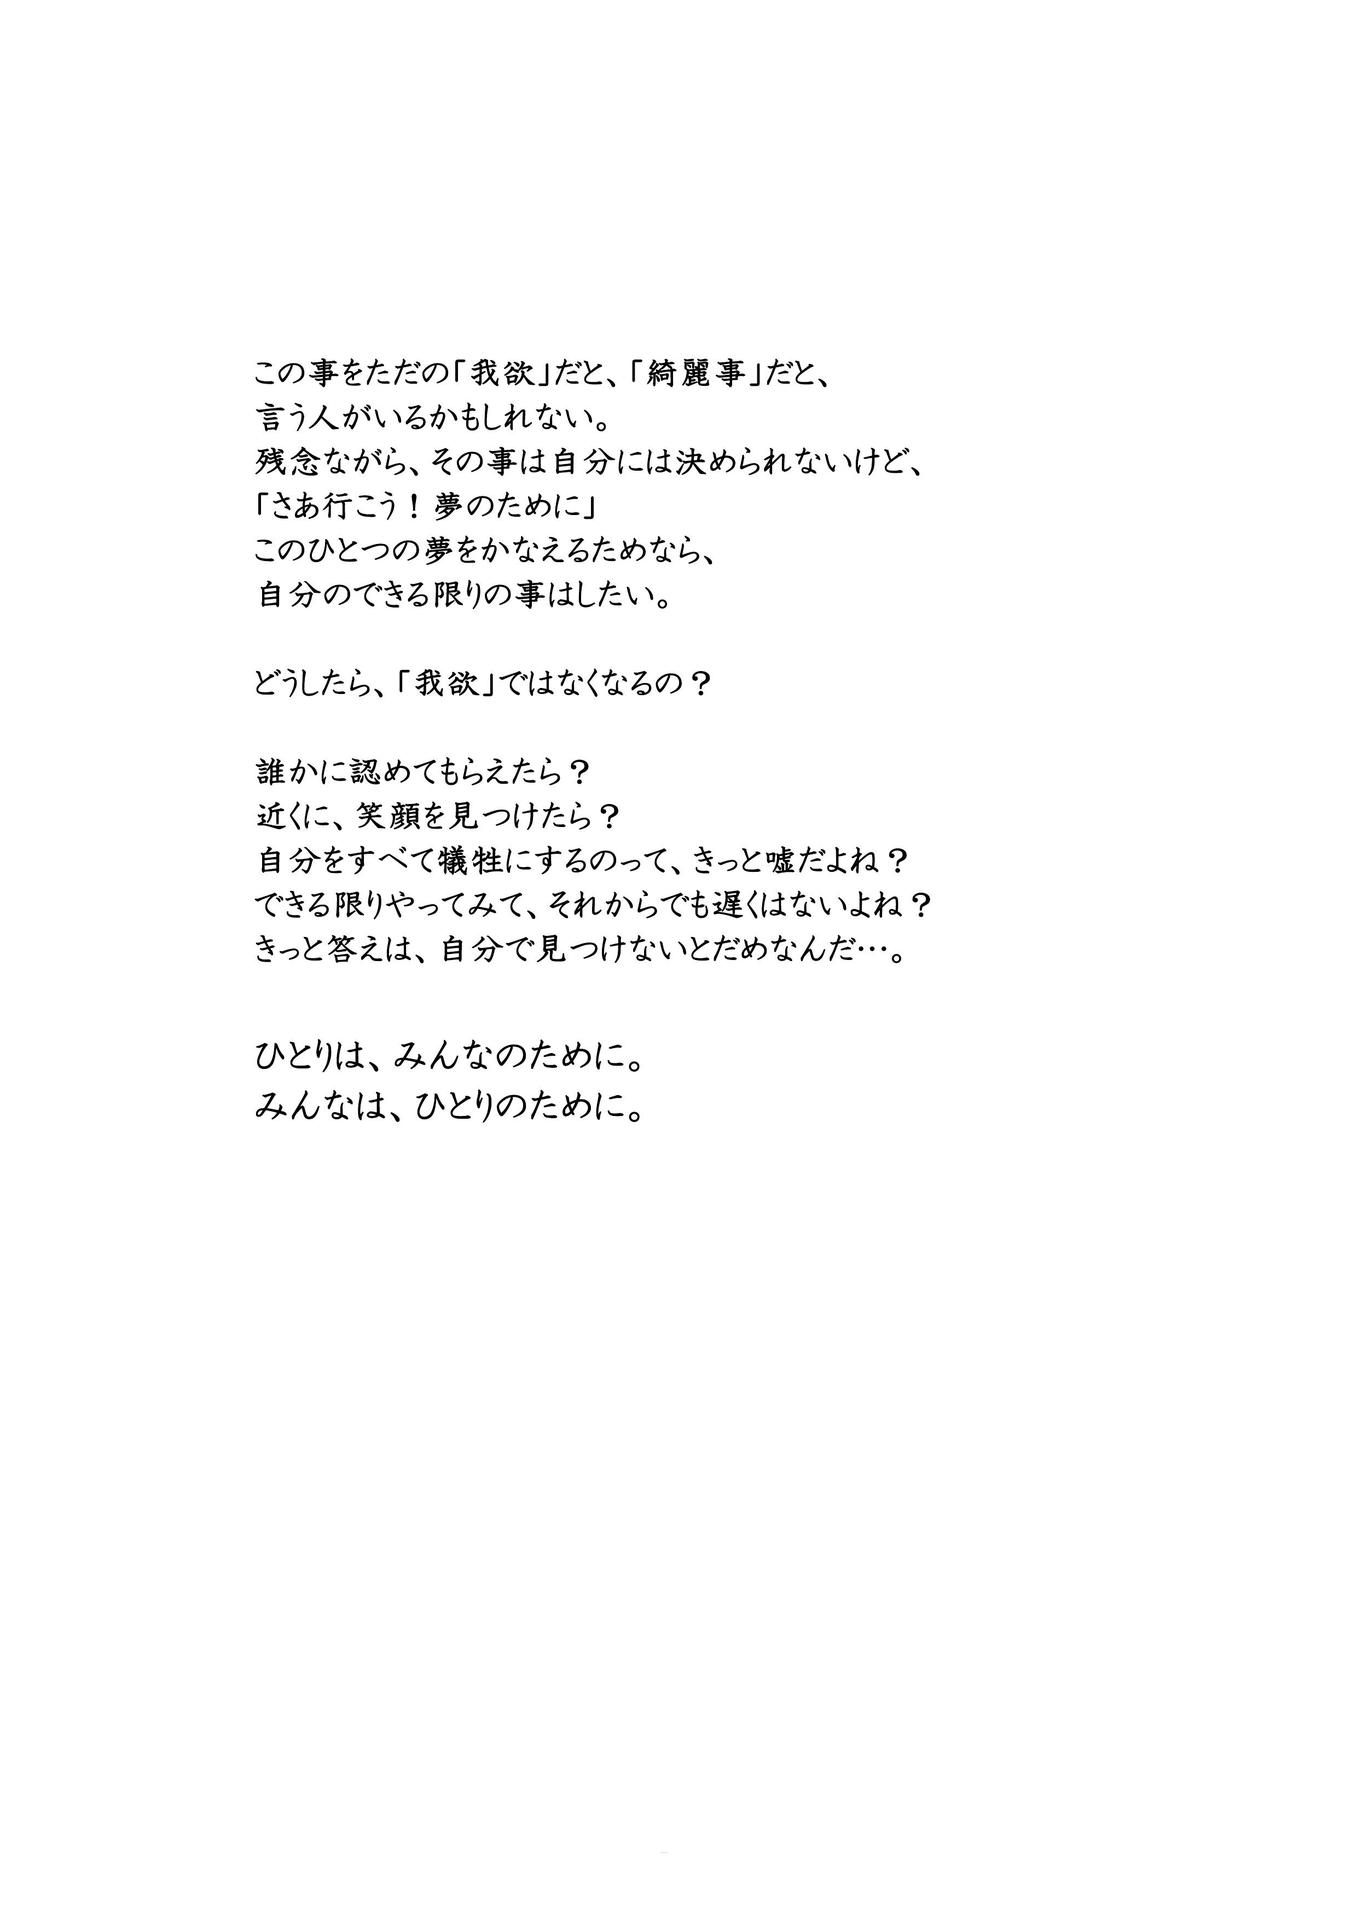 この事をただの「我欲」だと、「綺麗事」だと、
言う人がいるかもしれない。
残念ながら、その事は自分には決められないけど、
「さあ行こう！夢のために」
このひとつの夢をかなえるためなら、
自分のできる限りの事はしたい。
どうしたら、「我欲」ではなくなるの？
誰かに認めてもらえたら？
近くに、笑顔を見つけたら？
自分をすべて犠牲にするのって、きっと嘘だよね？
できる限りやってみて、それからでも遅くはないよね？
きっと答えは、自分で見つけないとだめなんだ…。
ひとりは、みんなのために。
みんなは、ひとりのために。